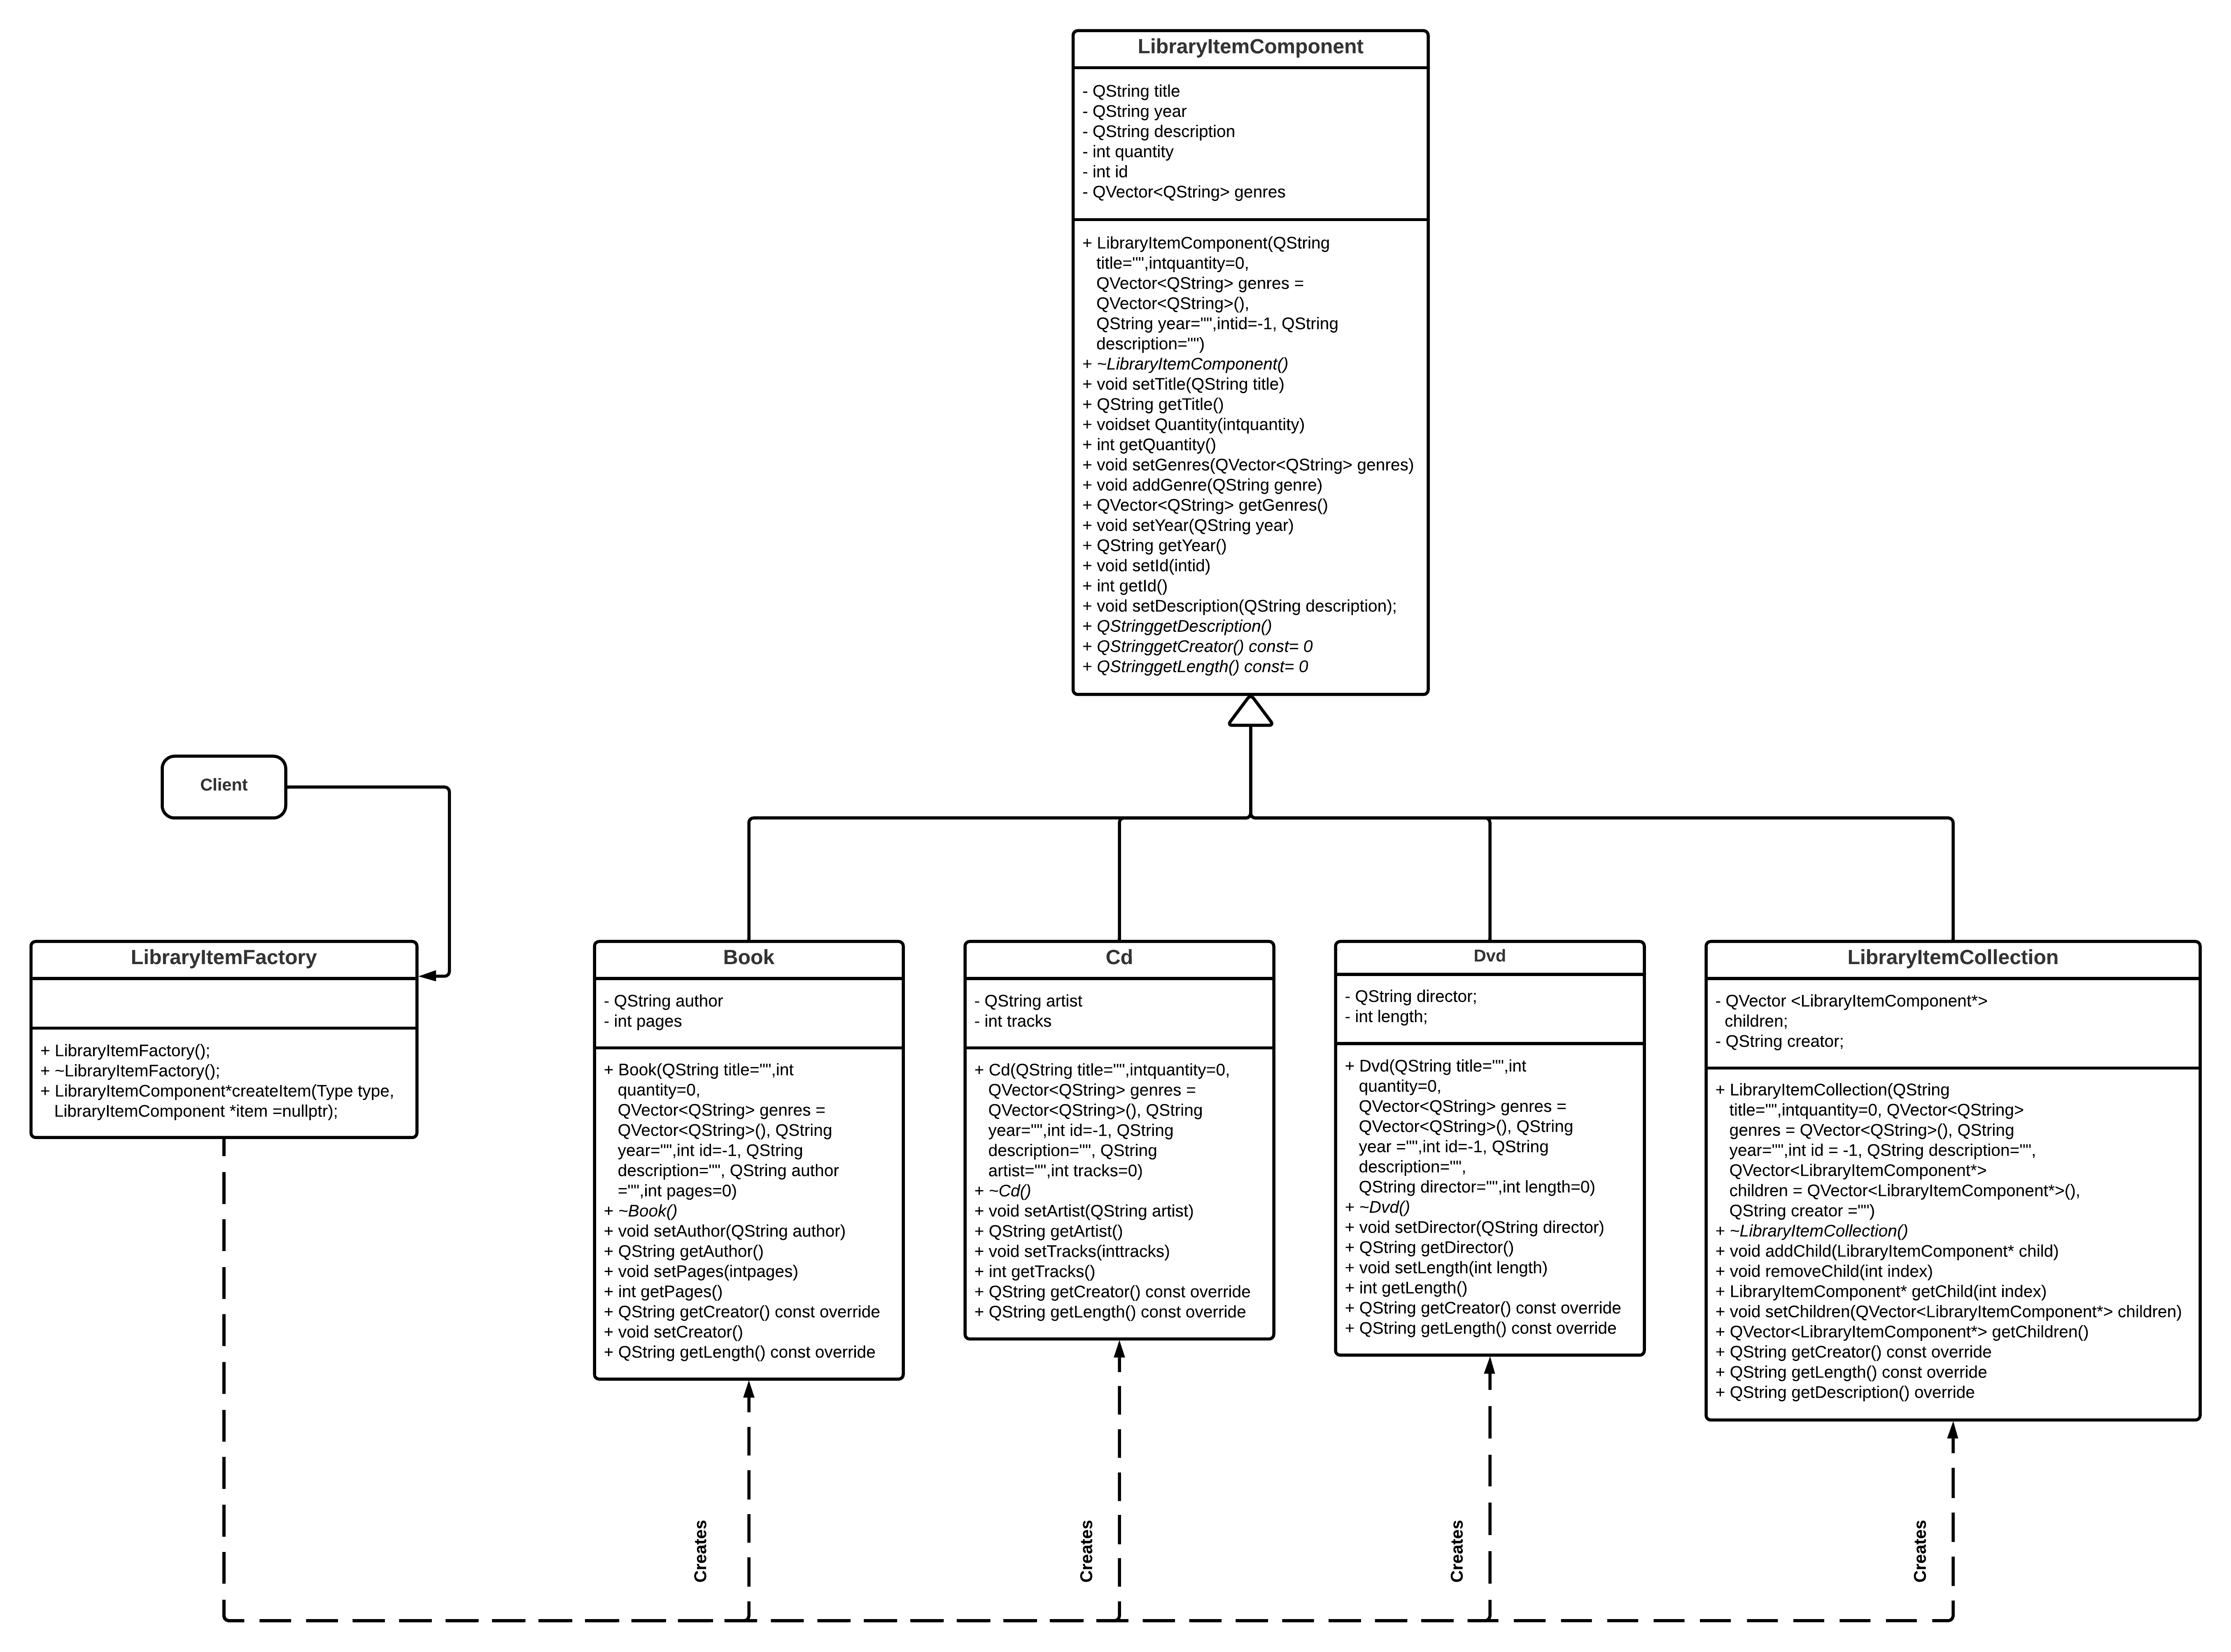 LibraryItemComponent
- QString title
- QString year
- QString description
- int quantity
- int id
- QVector<QString> genres
+ LibraryItemComponent(QString
title="",intquantity=0,
QVector<QString> genres =
QVector<QString>(),
QString year="",intid=-1, QString
description="")
+ ~LibraryItemComponent()
+ void setTitle(QString title)
+ QString getTitle()
+ voidset Quantity(intquantity)
+ int getQuantity()
+ void setGenres(QVector<QString> genres)
+ void addGenre(QString genre)
+ QVector<QString> getGenres()
+ void setYear(QString year)
+ QString getYear()
+ void setId(intid)
+ int getId()
+ void setDescription(QString description);
+ QStringgetDescription()
+ QStringgetCreator() const= 0
+ QStringgetLength() const= 0
Client
LibraryItemFactory
+ LibraryItemFactory();
+ ~LibraryItemFactory();
+ LibraryItemComponent*createItem(Type type,
LibraryItemComponent *item =nullptr);
Book
- QString author
- int pages
+ Book(QString title="",int
quantity=0,
QVector<QString> genres =
QVector<QString>(), QString
year="",int id=-1, QString
description="", QString author
="",int pages=0)
+ ~Book()
+ void setAuthor(QString author)
+ QString getAuthor()
+ void setPages(intpages)
+ int getPages()
+ QString getCreator() const override
+ void setCreator()
+ QString getLength() const override
Cd
- QString artist
- int tracks
+ Cd(QString title="",intquantity=0,
QVector<QString> genres =
QVector<QString>(), QString
year="",int id=-1, QString
description="", QString
artist="",int tracks=0)
+ ~Cd()
+ void setArtist(QString artist)
+ QString getArtist()
+ void setTracks(inttracks)
+ int getTracks()
+ QString getCreator() const override
+ QString getLength() const override
Dvd
- QString director;
- int length;
+ Dvd(QString title="",int
quantity=0,
QVector<QString> genres =
QVector<QString>(), QString
year ="",int id=-1, QString
description="",
QString director="",int length=0)
+ ~Dvd()
+ void setDirector(QString director)
+ QString getDirector()
+ void setLength(int length)
+ int getLength()
+ QString getCreator() const override
+ QString getLength() const override
LibraryItemCollection
- QVector <LibraryItemComponent*>
children;
- QString creator;
+ LibraryItemCollection(QString
title="",intquantity=0, QVector<QString>
genres = QVector<QString>(), QString
year="",int id = -1, QString description="",
QVector<LibraryItemComponent*>
children = QVector<LibraryItemComponent*>(),
QString creator ="")
+ ~LibraryItemCollection()
+ void addChild(LibraryItemComponent* child)
+ void removeChild(int index)
+ LibraryItemComponent* getChild(int index)
+ void setChildren(QVector<LibraryItemComponent*> children)
+ QVector<LibraryItemComponent*> getChildren()
+ QString getCreator() const override
+ QString getLength() const override
+ QString getDescription() override
Creates
Creates
Creates
Creates